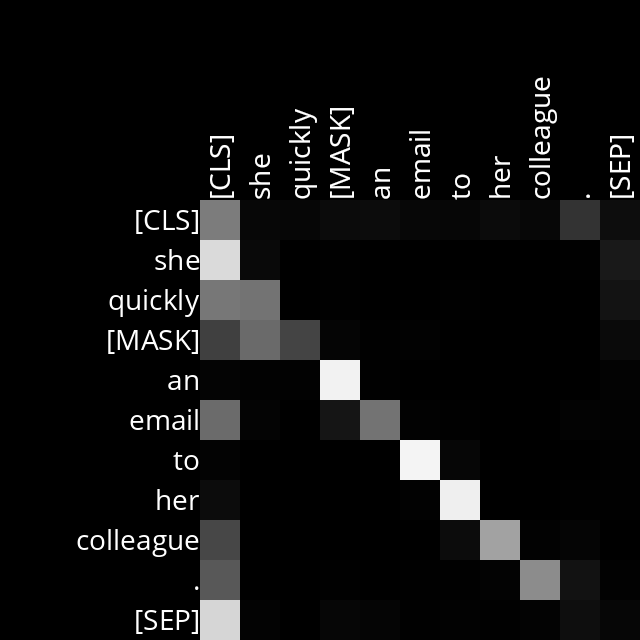 [CLS]
she
quickly
[MASK]
an
email
to
her
colleague
.
[SEP]
[CLS]
she
quickly
[MASK]
an
email
to
her
colleague
.
[SEP]